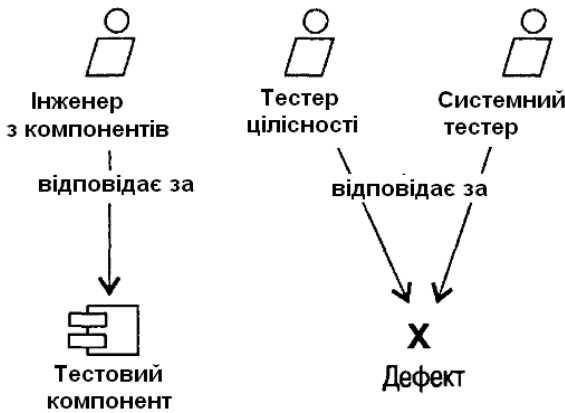 Інженер
з компонентів
Тестер
цілісності
Системний
тестер
відповідає за
відповідає за
X
Тестовий
компонент
Дефект